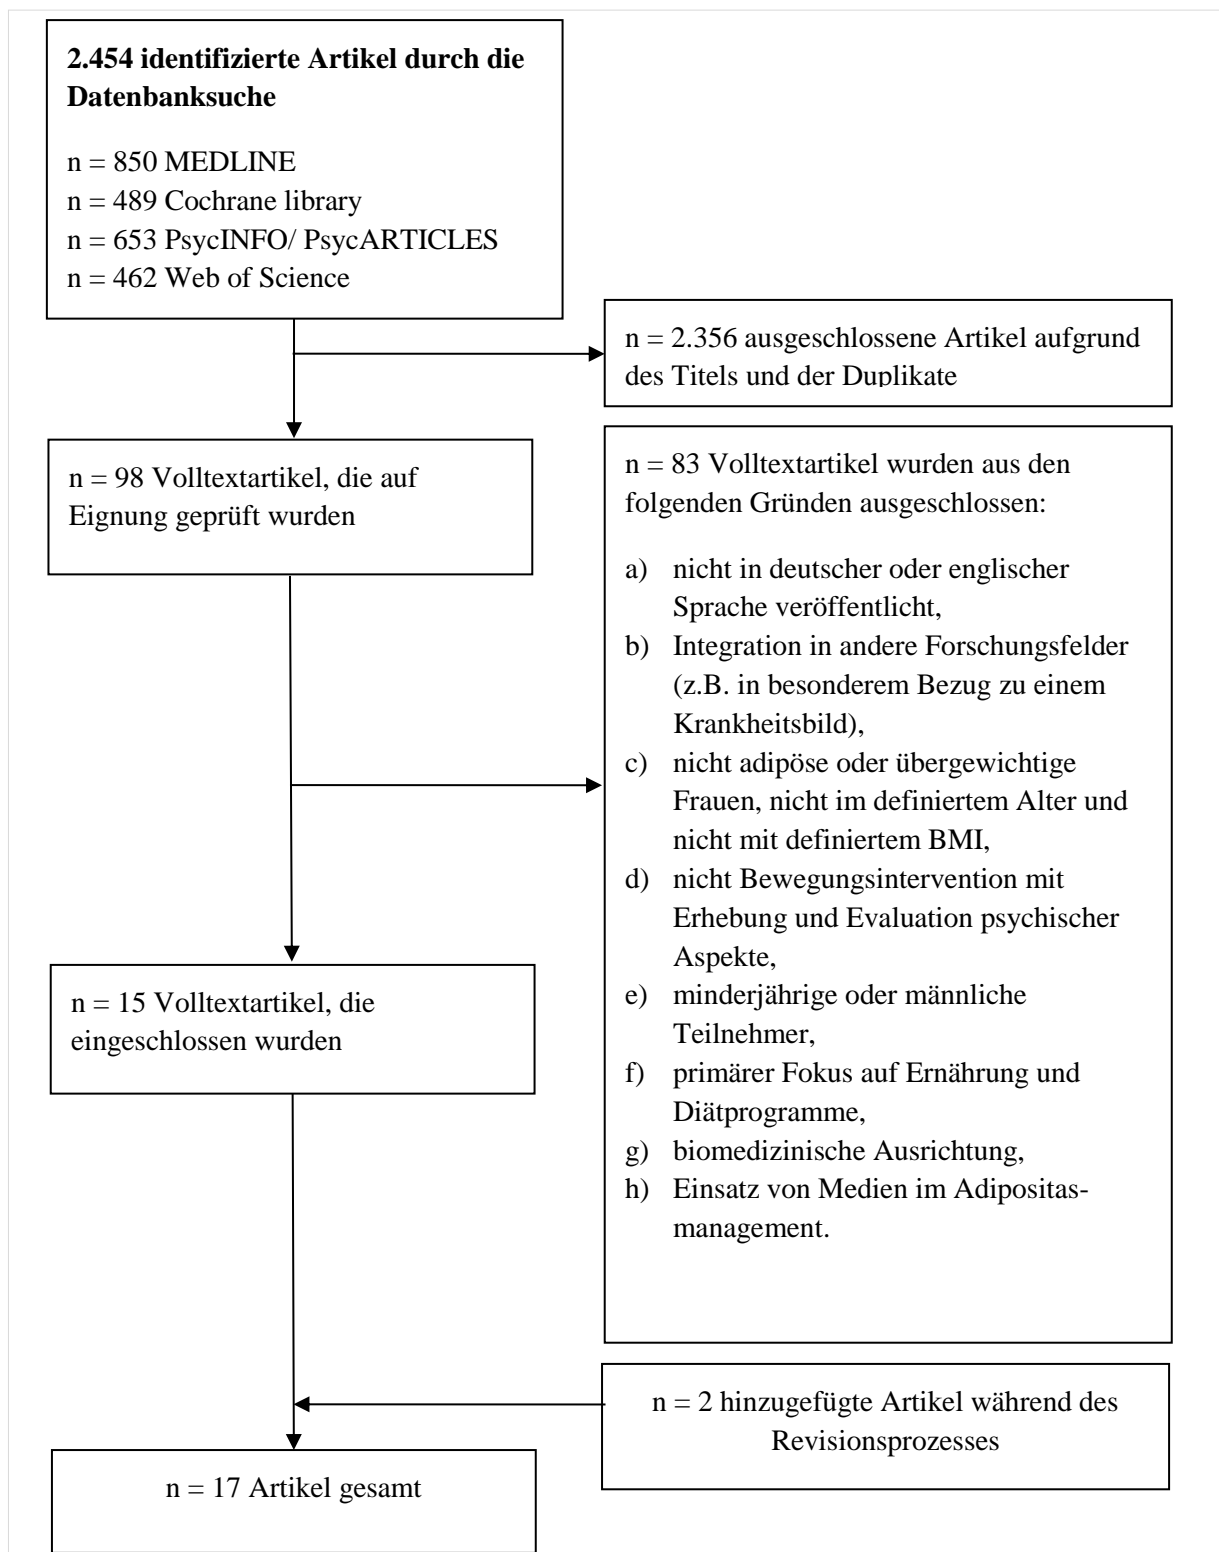 2.454 identifizierte Artikel durch die
Datenbanksuche
n = 850 MEDLINE
n = 489 Cochrane library
n = 653 PsycINFO/ PsycARTICLES
n = 462 Web of Science
n = 2.356 ausgeschlossene Artikel aufgrund
des Titels und der Duplikate
n = 98 Volltextartikel, die auf
Eignung geprüft wurden
n = 83 Volltextartikel wurden aus den
folgenden Gründen ausgeschlossen:
a) nicht in deutscher oder englischer
Sprache veröffentlicht,
b) Integration in andere Forschungsfelder
(z.B. in besonderem Bezug zu einem
Krankheitsbild),
c) nicht adipöse oder übergewichtige
Frauen, nicht im definiertem Alter und
nicht mit definiertem BMI,
d) nicht Bewegungsintervention mit
Erhebung und Evaluation psychischer
Aspekte,
e) minderjährige oder männliche
Teilnehmer,
f) primärer Fokus auf Ernährung und
Diätprogramme,
g) biomedizinische Ausrichtung,
h) Einsatz von Medien im Adipositas-
management.
n = 15 Volltextartikel, die
eingeschlossen wurden
n = 2 hinzugefügte Artikel während des
Revisionsprozesses
n = 17 Artikel gesamt